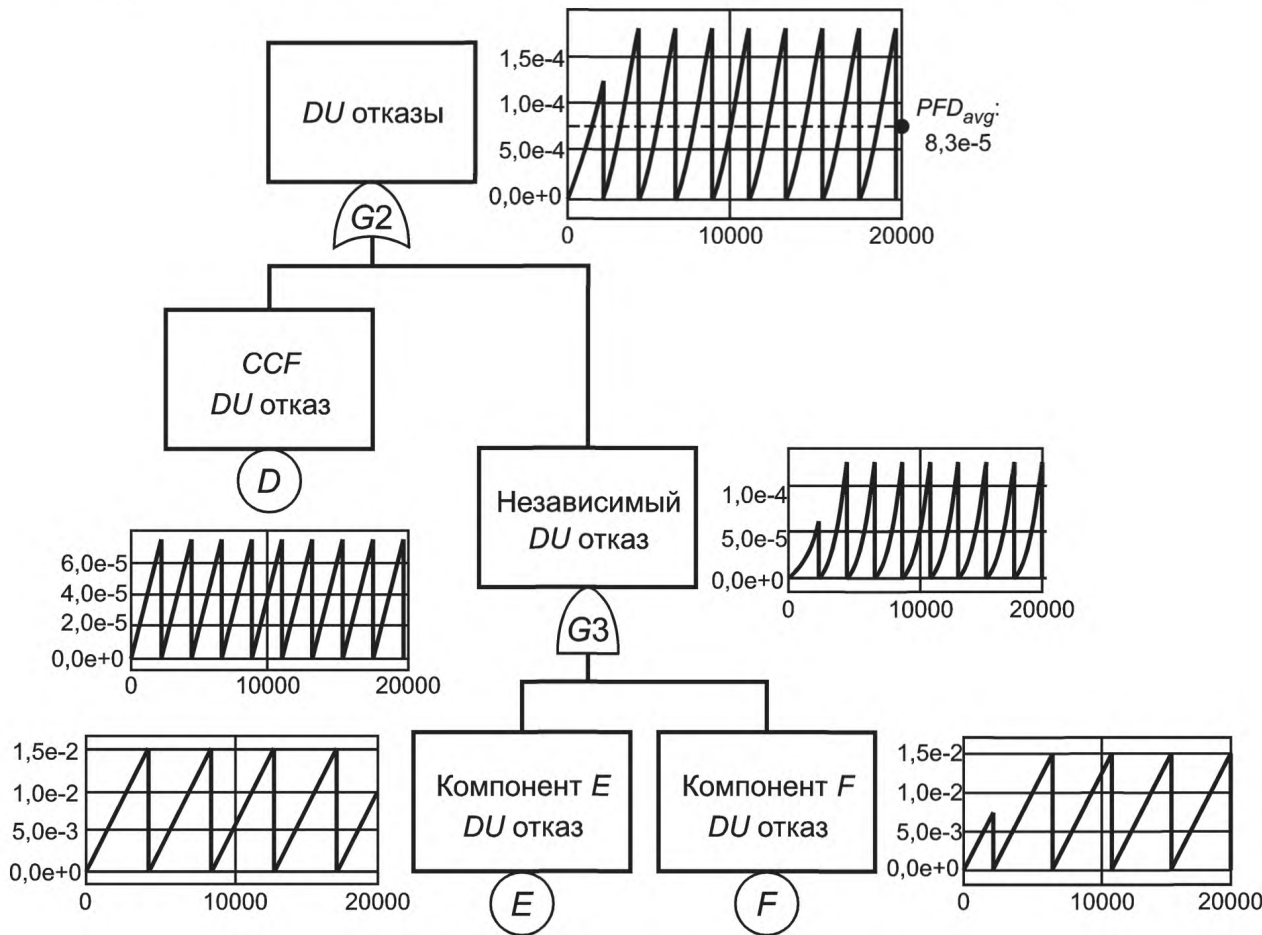 DU отказы
1,5e-4
1,0e-4
5,0e-4
0,0e+0
0
10000
20000
PFDavg:
8,3e-5
G2
CCF
DU отказ
D
6,0e-5
4,0e-5
2,0e-5
0,0e+0
0
10000
20000
Независимый
DU отказ
1,0e-4
5,0e-5
0,0e+0
0
10000
20000
G3
1,5e-2
1,0e-2
5,0e-3
0,0e+0
0
10000
20000
Компонент E
DU отказ
E
Компонент F
DU отказ
F
1,5e-2
1,0e-2
5,0e-3
0,0e+0
0
10000
20000